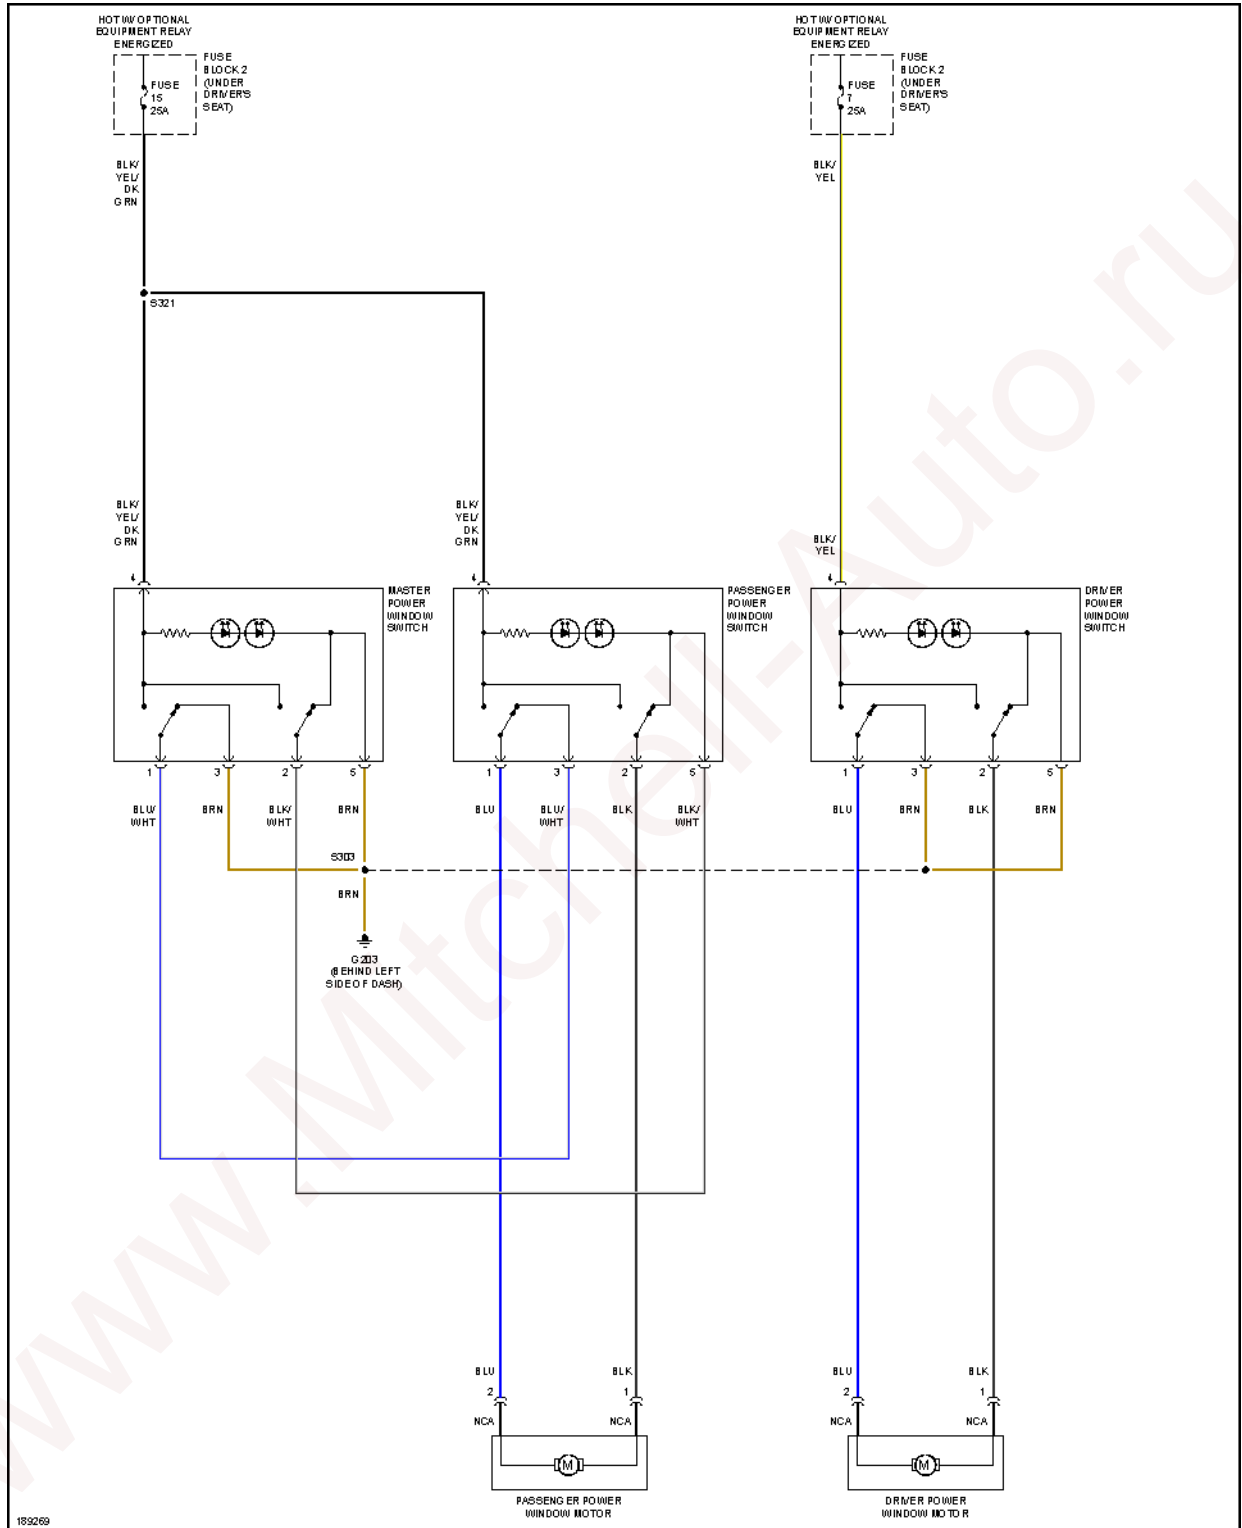 HOT W/ OPTIONAL
EQUIPMENT RELAY
ENERGIZED
FUSE
BLOCK 2
(UNDER
DRIVER'S
SEAT)
FUSE
15
25A
HOT W/ OPTIONAL
EQUIPMENT RELAY
ENERGIZED
FUSE
BLOCK 2
(UNDER
DRIVER'S
SEAT)
FUSE
7
25A
BLK/
YEL/
DK
GRN
BLK/
YEL
S321
BLK/
YEL/
DK
GRN
BLK/
YEL/
DK
GRN
BLK/
YEL
4
4
4
MASTER
POWER
WINDOW
SWITCH
PASSENGER
POWER
WINDOW
SWITCH
DRIVER
POWER
WINDOW
SWITCH
1 3 2 5
1 3 2 5
1 3 2 5
BLU/
WHT
BRN
BLK/
WHT
BRN
BLU
BLU/
WHT
BLK
BLK/
WHT
BLU
BRN
BLK
BRN
S303
BRN
G203
(BEHIND LEFT
SIDE OF DASH)
BLU
2
BLK
1
BLU
2
BLK
1
NCA
NCA
NCA
NCA
M
M
PASSENGER POWER
WINDOW MOTOR
DRIVER POWER
WINDOW MOTOR
189269
www.Mitchell-Auto.ru